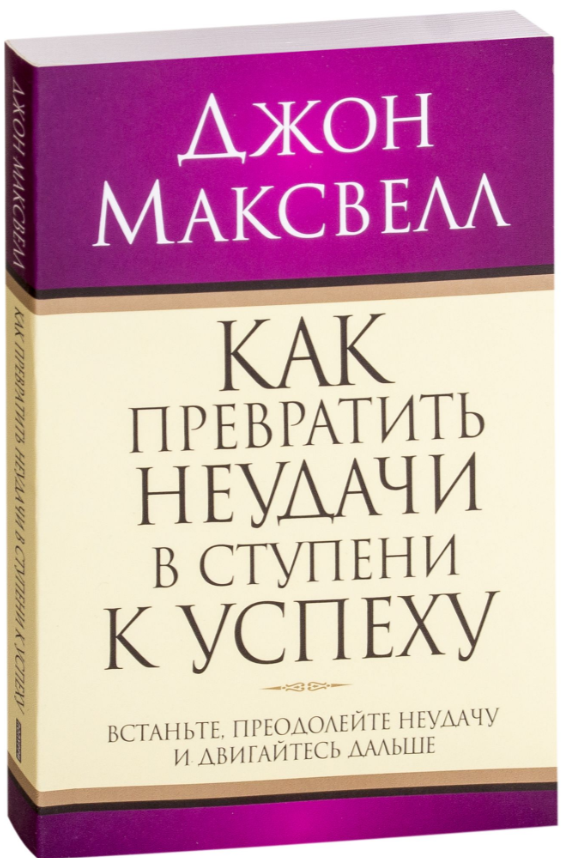 ДЖОН
МАКСВЕЛЛ
КАК
ПРЕВРАТИТЬ
НЕУДАЧИ
В СТУПЕНИ
К УСПЕХУ
ВСТАНЬТЕ, ПРЕОДОЛЕЙТЕ НЕУДАЧУ
И ДВИГАЙТЕСЬ ДАЛЬШЕ
ДЖОН МАКСВЕЛЛ
КАК ПРЕВРАТИТЬ НЕУДАЧИ В СТУПЕНИ К УСПЕХУ